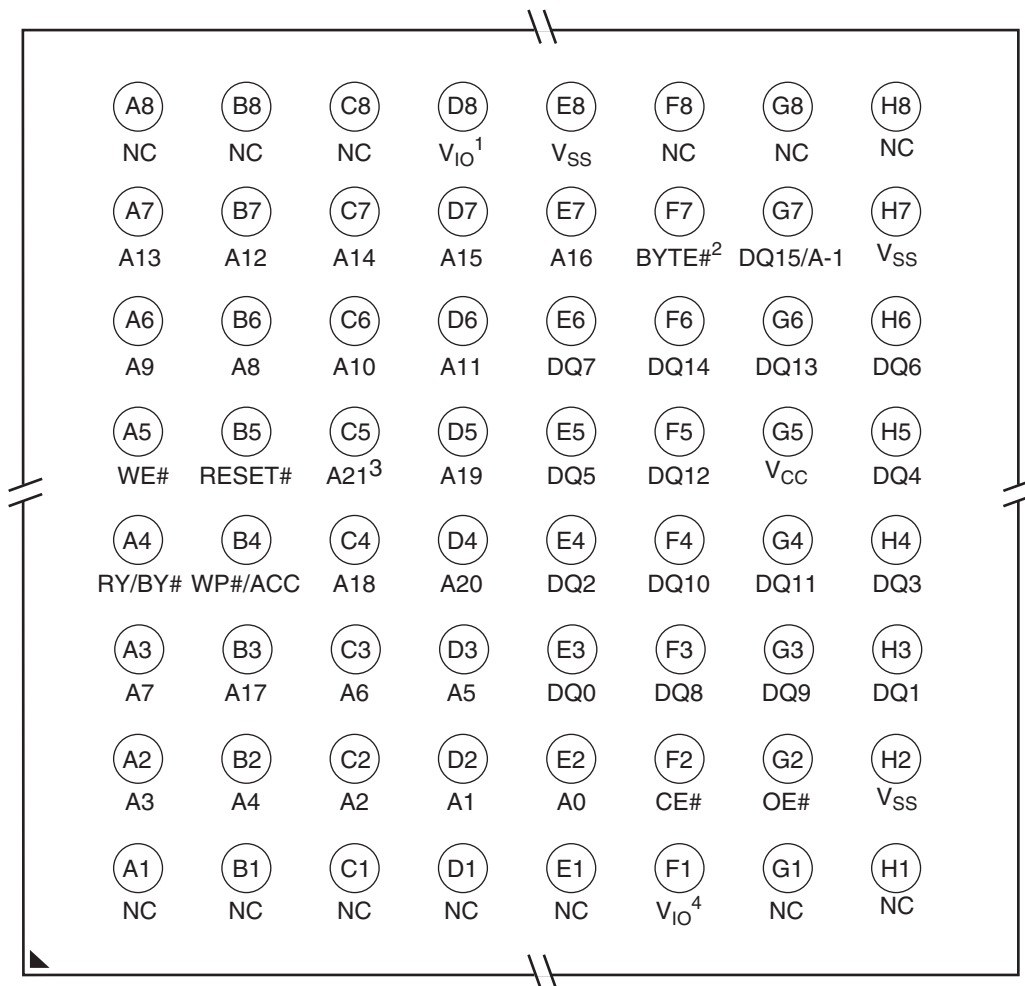 A8 B8 C8 D8 E8 F8 G8 H8
NC NC NC VIO1 VSS NC NC NC
A7 B7 C7 D7 E7 F7 G7 H7
A13 A12 A14 A15 A16 BYTE#2 DQ15/A-1 VSS
A6 B6 C6 D6 E6 F6 G6 H6
A9 A8 A10 A11 DQ7 DQ14 DQ13 DQ6
A5 B5 C5 D5 E5 F5 G5 H5
WE# RESET# A213 A19 DQ5 DQ12 VCC DQ4
A4 B4 C4 D4 E4 F4 G4 H4
RY/BY# WP#/ACC A18 A20 DQ2 DQ10 DQ11 DQ3
A3 B3 C3 D3 E3 F3 G3 H3
A7 A17 A6 A5 DQ0 DQ8 DQ9 DQ1
A2 B2 C2 D2 E2 F2 G2 H2
A3 A4 A2 A1 A0 CE# OE# VSS
A1 B1 C1 D1 E1 F1 G1 H1
NC NC NC NC NC VIO4 NC NC